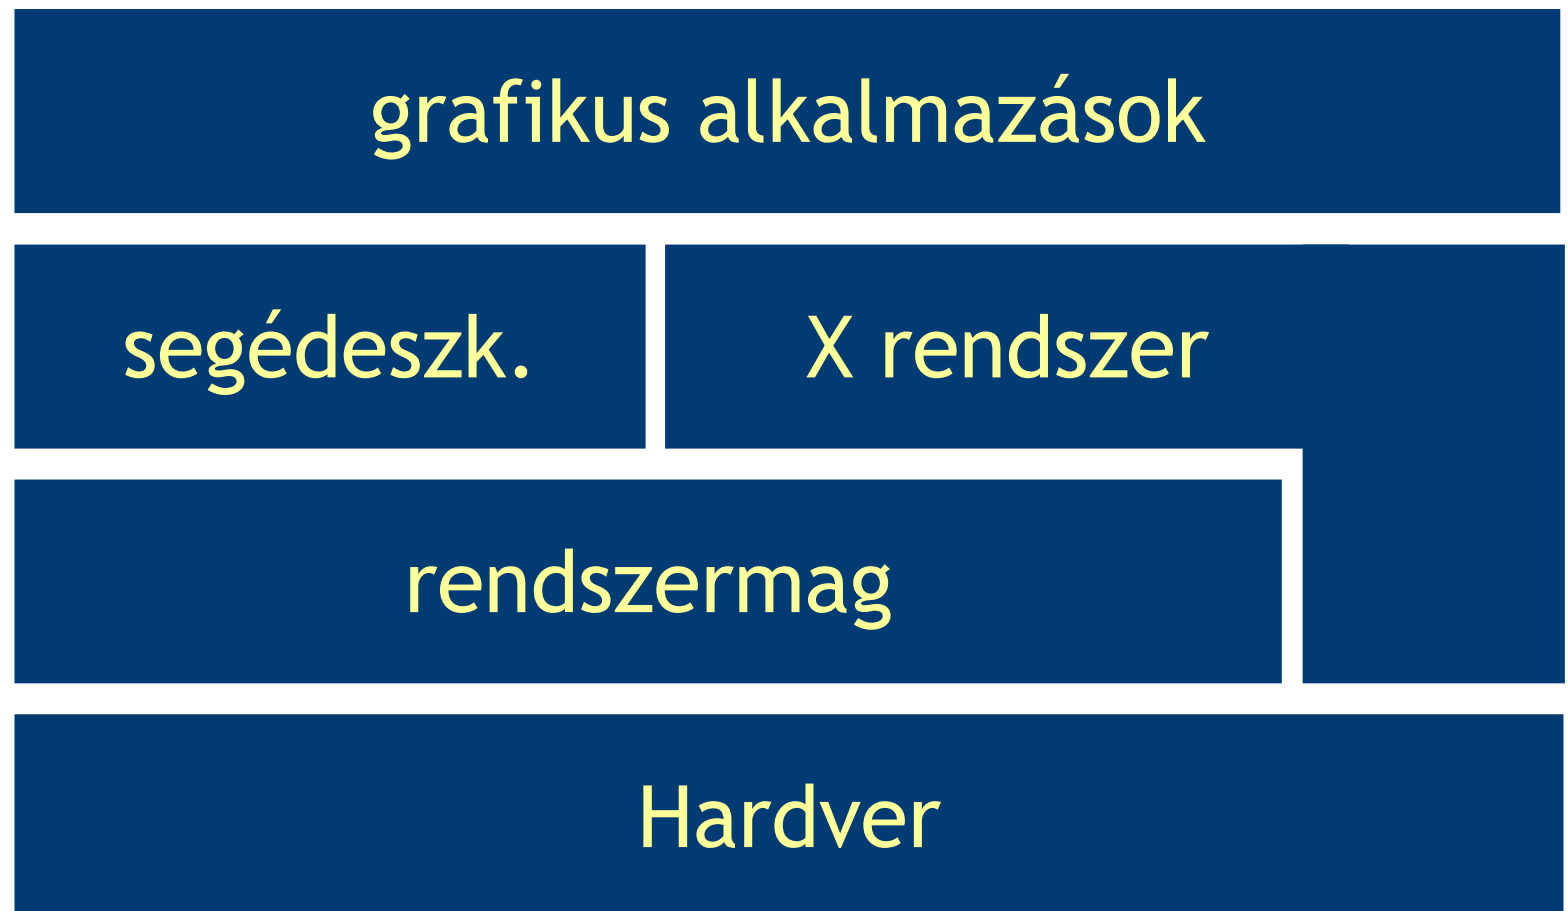 grafikus alkalmazások
segédeszk.
X rendszer
rendszermag
Hardver